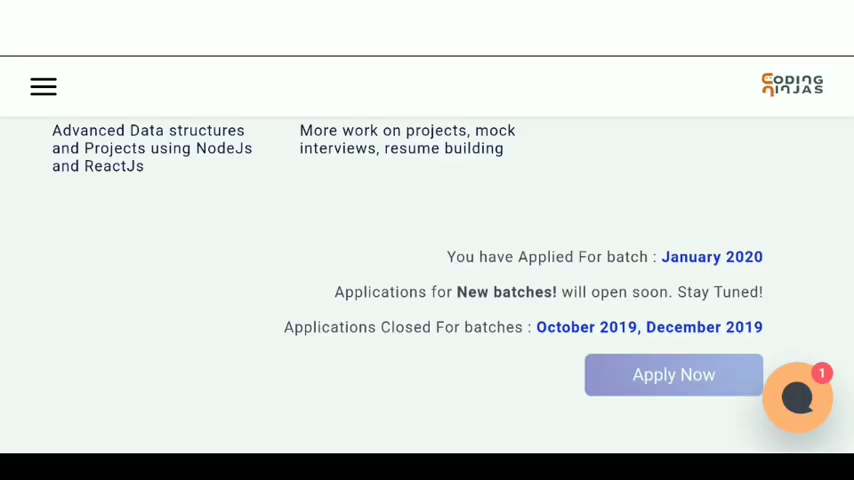 CODING
NINJAS
Advanced Data structures
and Projects using NodeJs
and ReactJs
More work on projects, mock
interviews, resume building
You have Applied For batch : January 2020
Applications for New batches! will open soon. Stay Tuned!
Applications Closed For batches : October 2019, December 2019
Apply Now
1